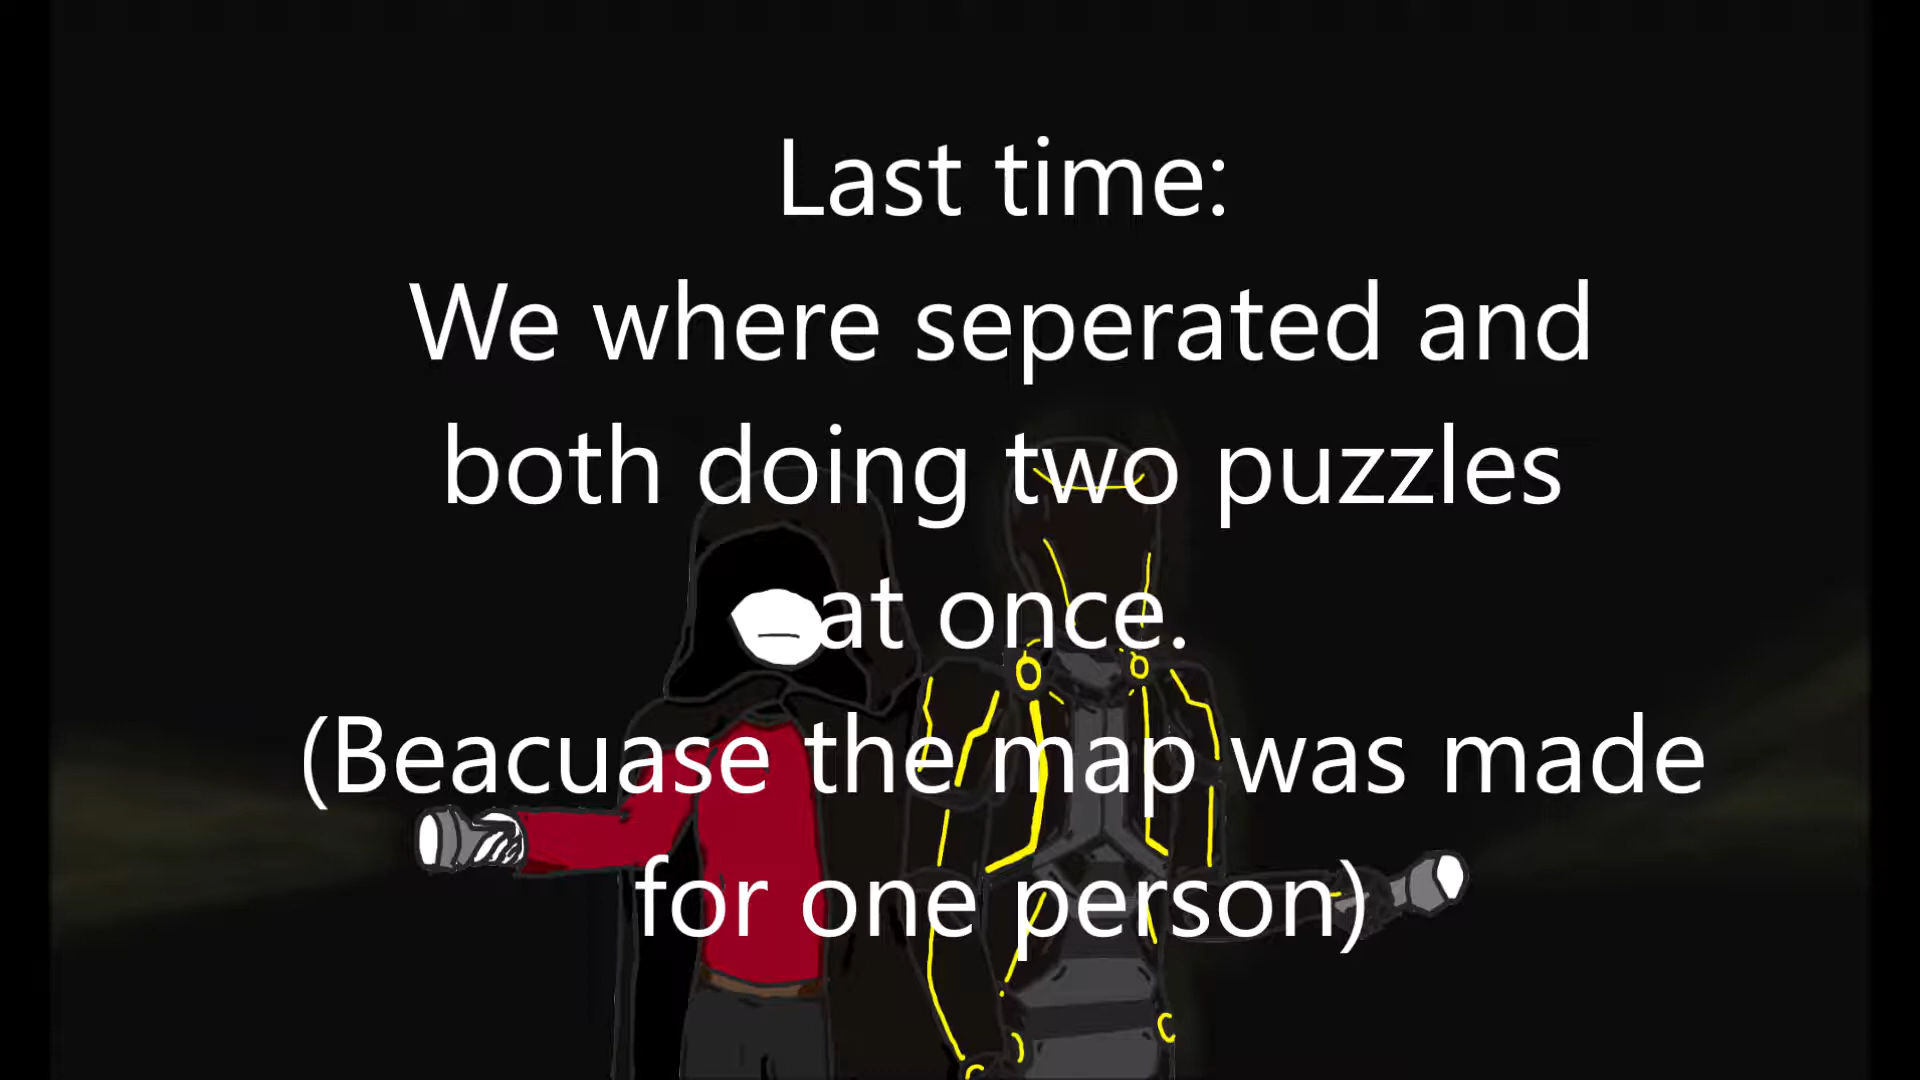 Last time:
We where seperated and
both doing two puzzles
at once.
(Beacuase the map was made
for one person)